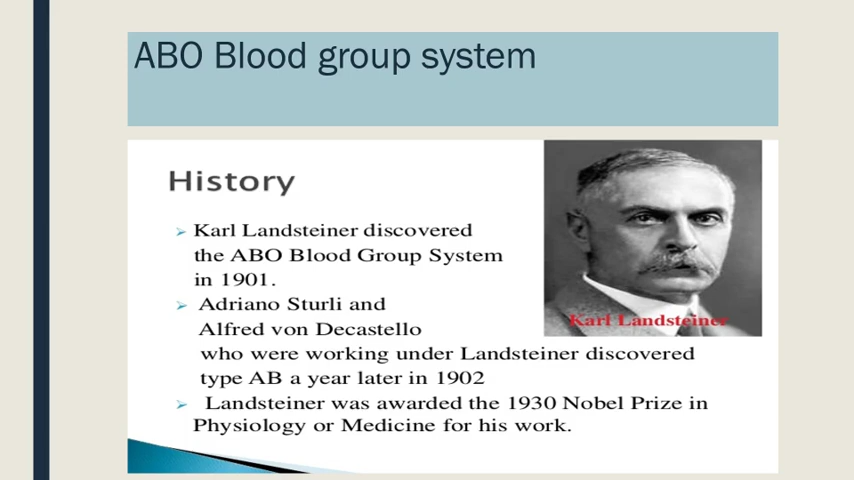 ABO Blood group system
History
Karl Landsteiner discovered
the ABO Blood Group System
in 1901.
Adriano Sturli and
Alfred von Decastello
who were working under Landsteiner discovered
type AB a year later in 1902
Landsteiner was awarded the 1930 Nobel Prize in
Physiology or Medicine for his work.
Karl Landsteiner